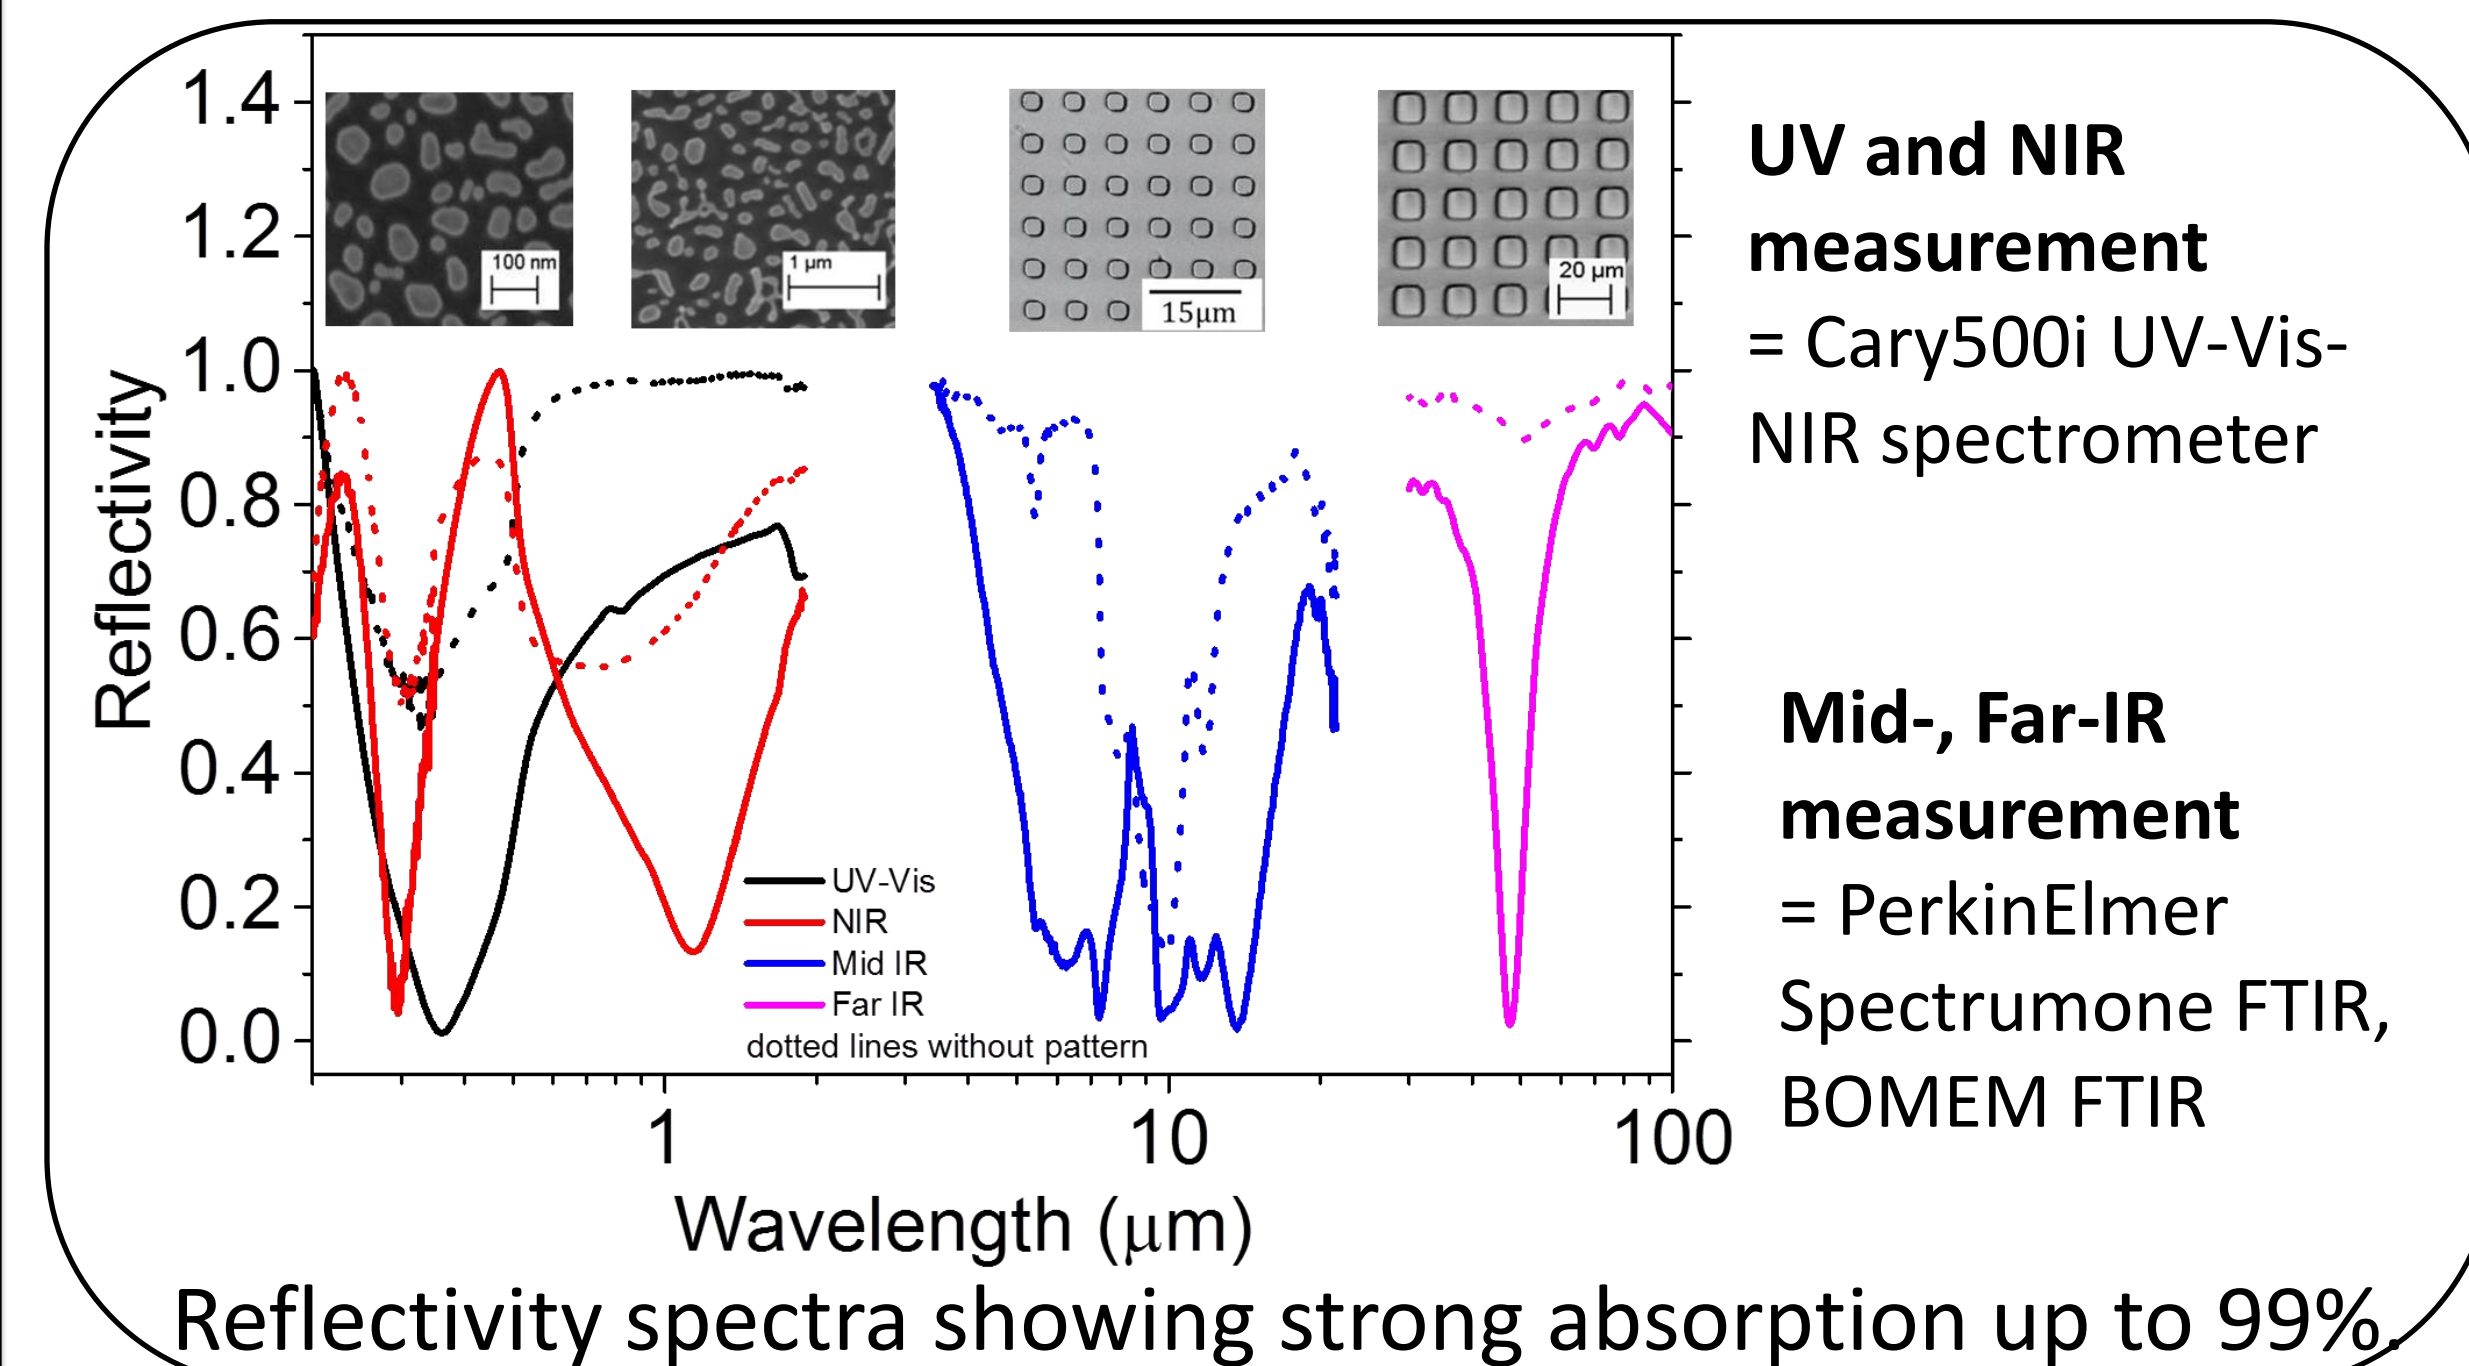 1.4
1.2
1.0
0.8
0.6
0.4
0.2
0.0
Reflectivity
100 nm
1 µm
15µm
20 µm
UV-Vis
NIR
Mid IR
Far IR
dotted lines without pattern
1
10
100
Wavelength (µm)
UV and NIR
measurement
= Cary500i UV-Vis-
NIR spectrometer
Mid-, Far-IR
measurement
= PerkinElmer
Spectrumone FTIR,
BOMEM FTIR
Reflectivity spectra showing strong absorption up to 99%.